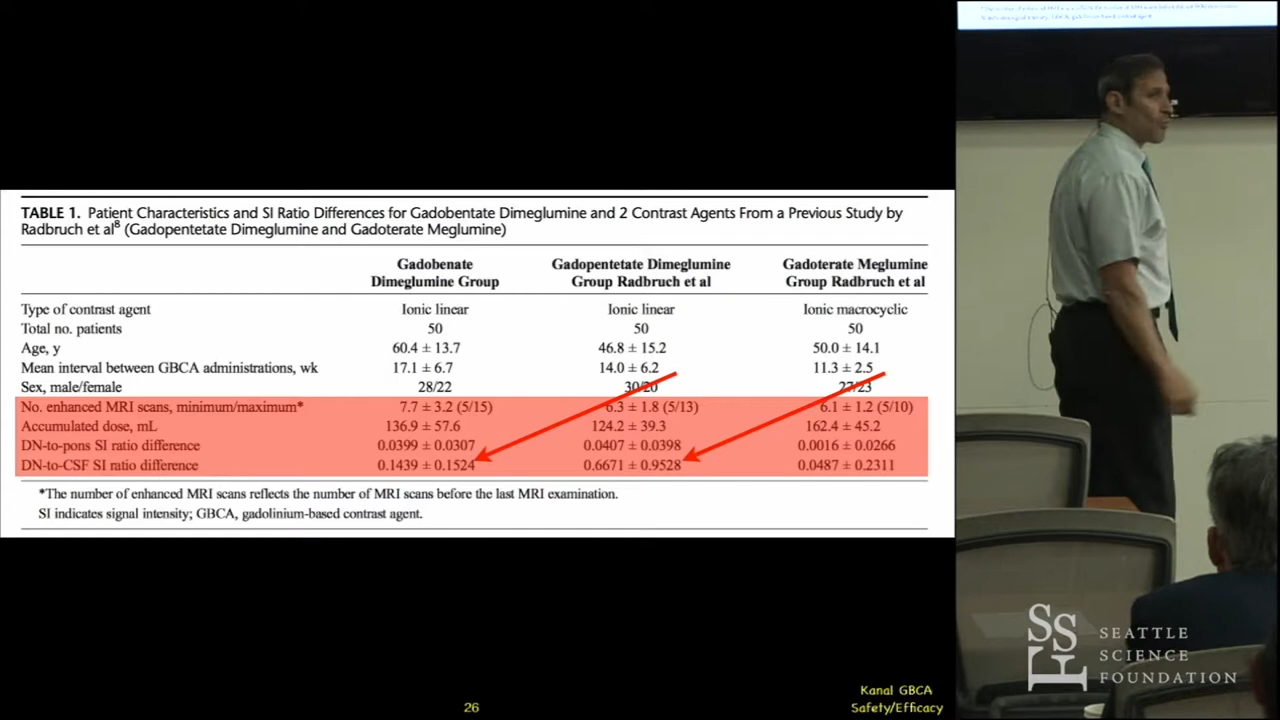 TABLE 1. Patient Characteristics and SI Ratio Differences for Gadobentate Dimeglumine and 2 Contrast Agents From a Previous Study by
Radbruch et al8 (Gadopentetate Dimeglumine and Gadoterate Meglumine)
Gadobenate Gadopentetate Dimeglumine Gadoterate Meglumine
Dimeglumine Group Group Radbruch et al Group Radbruch et al
Type of contrast agent Ionic linear Ionic linear Ionic macrocyclic
Total no. patients 50 50 50
Age, y 60.4 ± 13.7 46.8 ± 15.2 50.0 ± 14.1
Mean interval between GBCA administrations, wk 17.1 ± 6.7 14.0 ± 6.2 11.3 ± 2.5
Sex, male/female 28/22 30/20 27/23
No. enhanced MRI scans, minimum/maximum* 7.7 ± 3.2 (5/15) 6.3 ± 1.8 (5/13) 6.1 ± 1.2 (5/10)
Accumulated dose, mL 136.9 ± 57.6 124.2 ± 39.3 162.4 ± 45.2
DN-to-pons SI ratio difference 0.0399 ± 0.0307 0.0407 ± 0.0398 0.0016 ± 0.0266
DN-to-CSF SI ratio difference 0.1439 ± 0.1524 0.6671 ± 0.9528 0.0487 ± 0.2311
*The number of enhanced MRI scans reflects the number of MRI scans before the last MRI examination.
SI indicates signal intensity; GBCA, gadolinium-based contrast agent.
26
Kanal GBCA
Safety/Efficacy
SSF
SEATTLE
SCIENCE
FOUNDATION